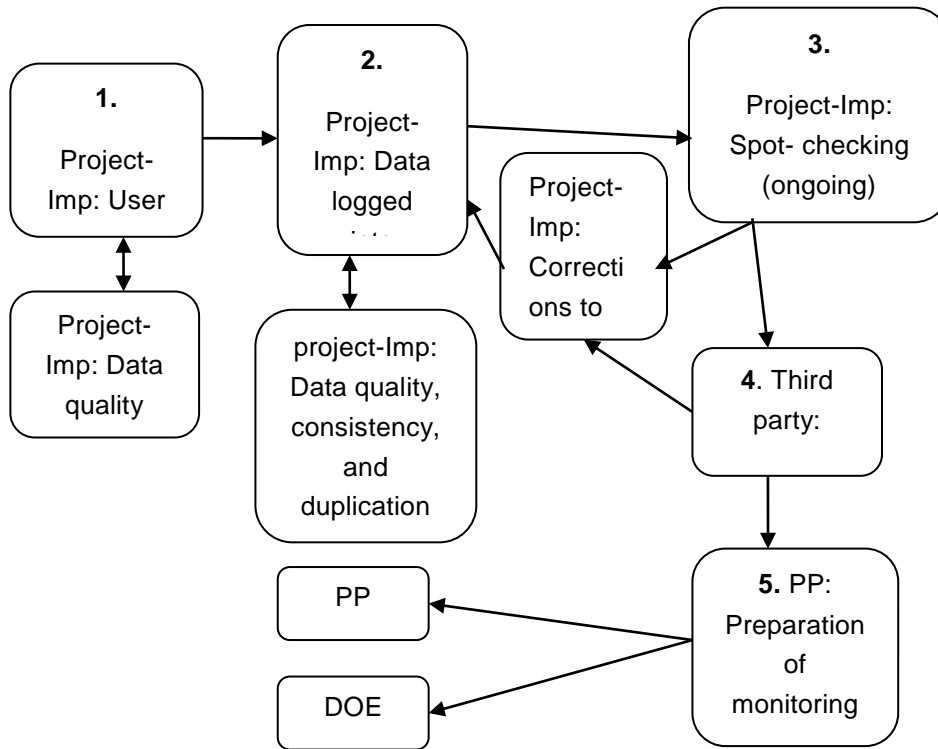 1.
Project-
Imp: User
Project-
Imp: Data
quality
2.
Project-
Imp: Data
logged
project-Imp:
Data quality,
consistency,
and
duplication
3.
Project-Imp:
Spot- checking
(ongoing)
Project-
Imp:
Correcti
ons to
4. Third
party:
5. PP:
Preparation
of
monitoring
PP
DOE